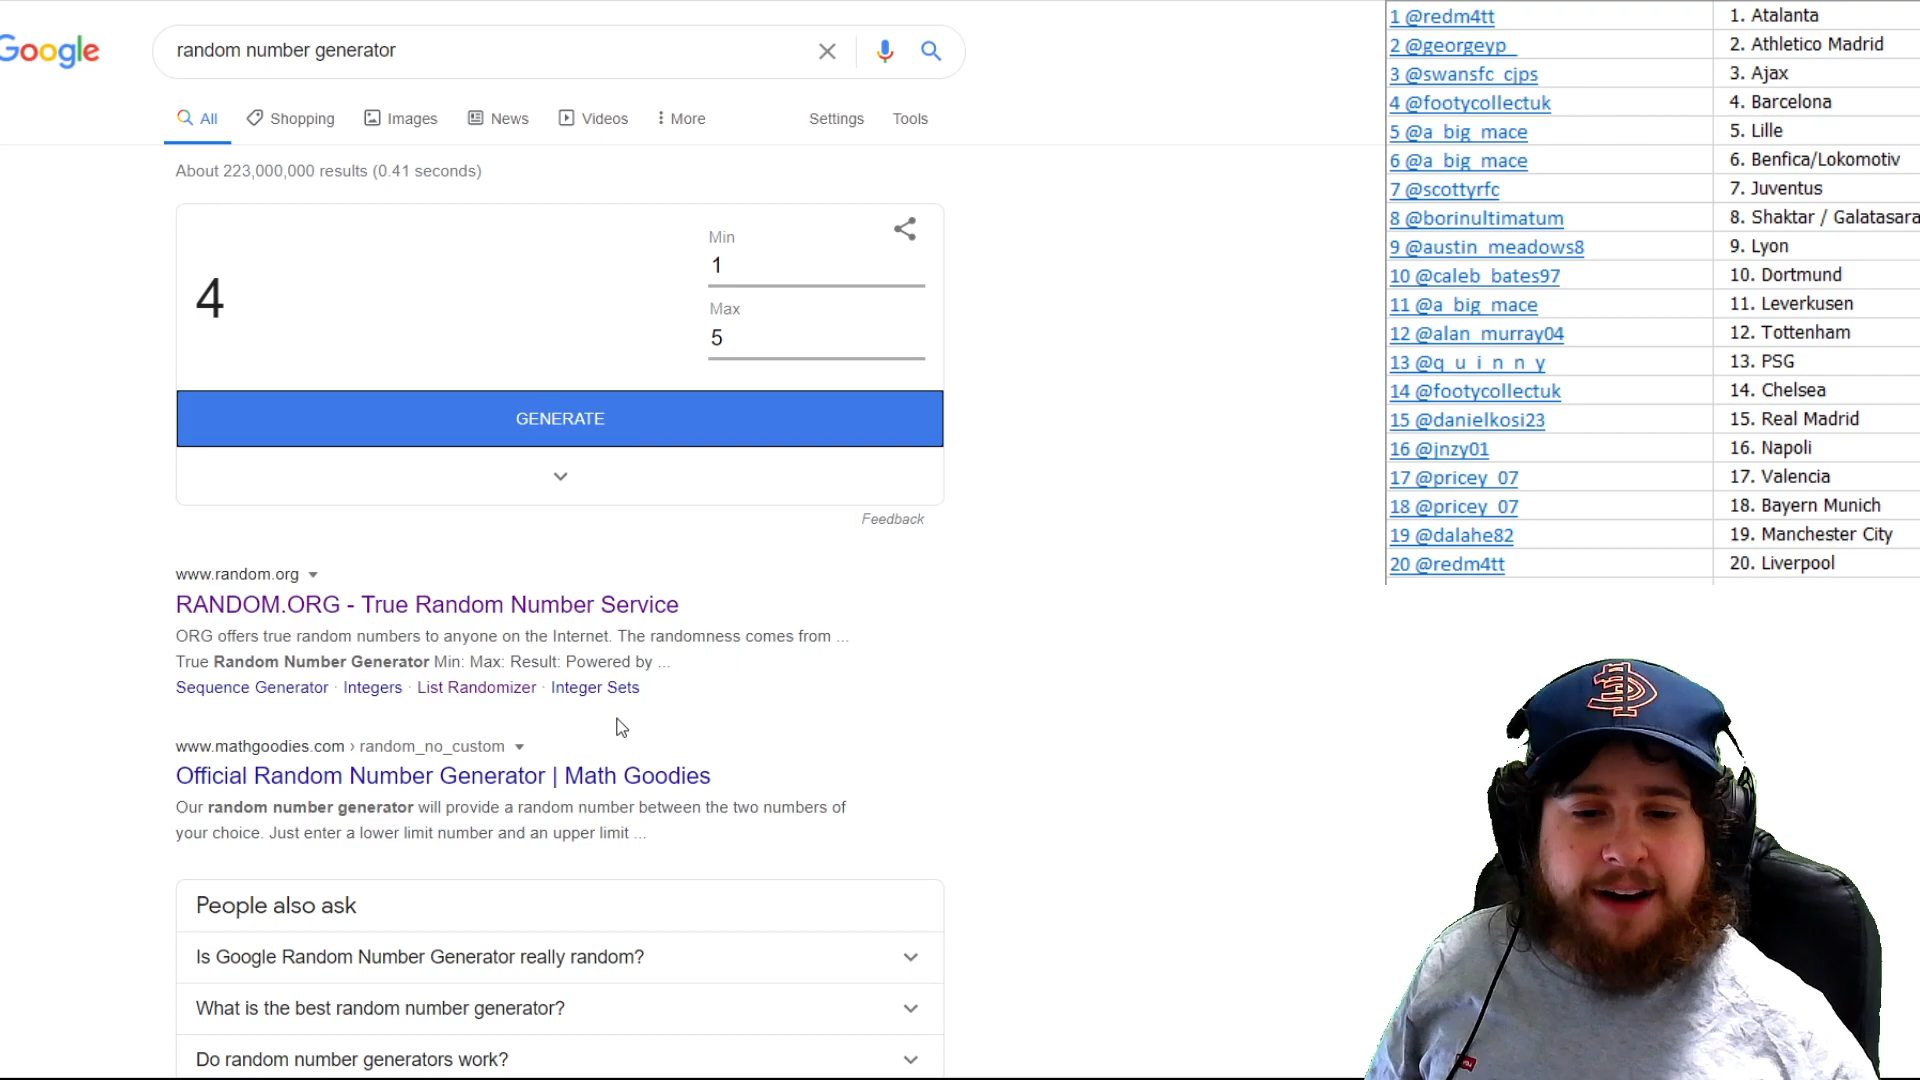 Google
random number generator
All Shopping Images News Videos More Settings Tools
About 223,000,000 results (0.41 seconds)
4
Min
1
Max
5
GENERATE
Feedback
www.random.org
RANDOM.ORG - True Random Number Service
ORG offers true random numbers to anyone on the Internet. The randomness comes from ...
True Random Number Generator Min: Max: Result: Powered by ...
Sequence Generator · Integers · List Randomizer · Integer Sets
www.mathgoodies.com › random_no_custom
Official Random Number Generator | Math Goodies
Our random number generator will provide a random number between the two numbers of
your choice. Just enter a lower limit number and an upper limit ...
People also ask
Is Google Random Number Generator really random?
What is the best random number generator?
Do random number generators work?
1 @redm4tt 1. Atalanta
2 @georgeyp_ 2. Athletico Madrid
3 @swansfc_cjps 3. Ajax
4 @footycollectuk 4. Barcelona
5 @a_big_mace 5. Lille
6 @a_big_mace 6. Benfica/Lokomotiv
7 @scottyrfc 7. Juventus
8 @borinultimatum 8. Shaktar / Galatasara
9 @austin_meadows8 9. Lyon
10 @caleb_bates97 10. Dortmund
11 @a_big_mace 11. Leverkusen
12 @alan_murray04 12. Tottenham
13 @q_u_i_n_n_y 13. PSG
14 @footycollectuk 14. Chelsea
15 @danielkosi23 15. Real Madrid
16 @jnzy01 16. Napoli
17 @pricey_07 17. Valencia
18 @pricey_07 18. Bayern Munich
19 @dalahe82 19. Manchester City
20 @redm4tt 20. Liverpool